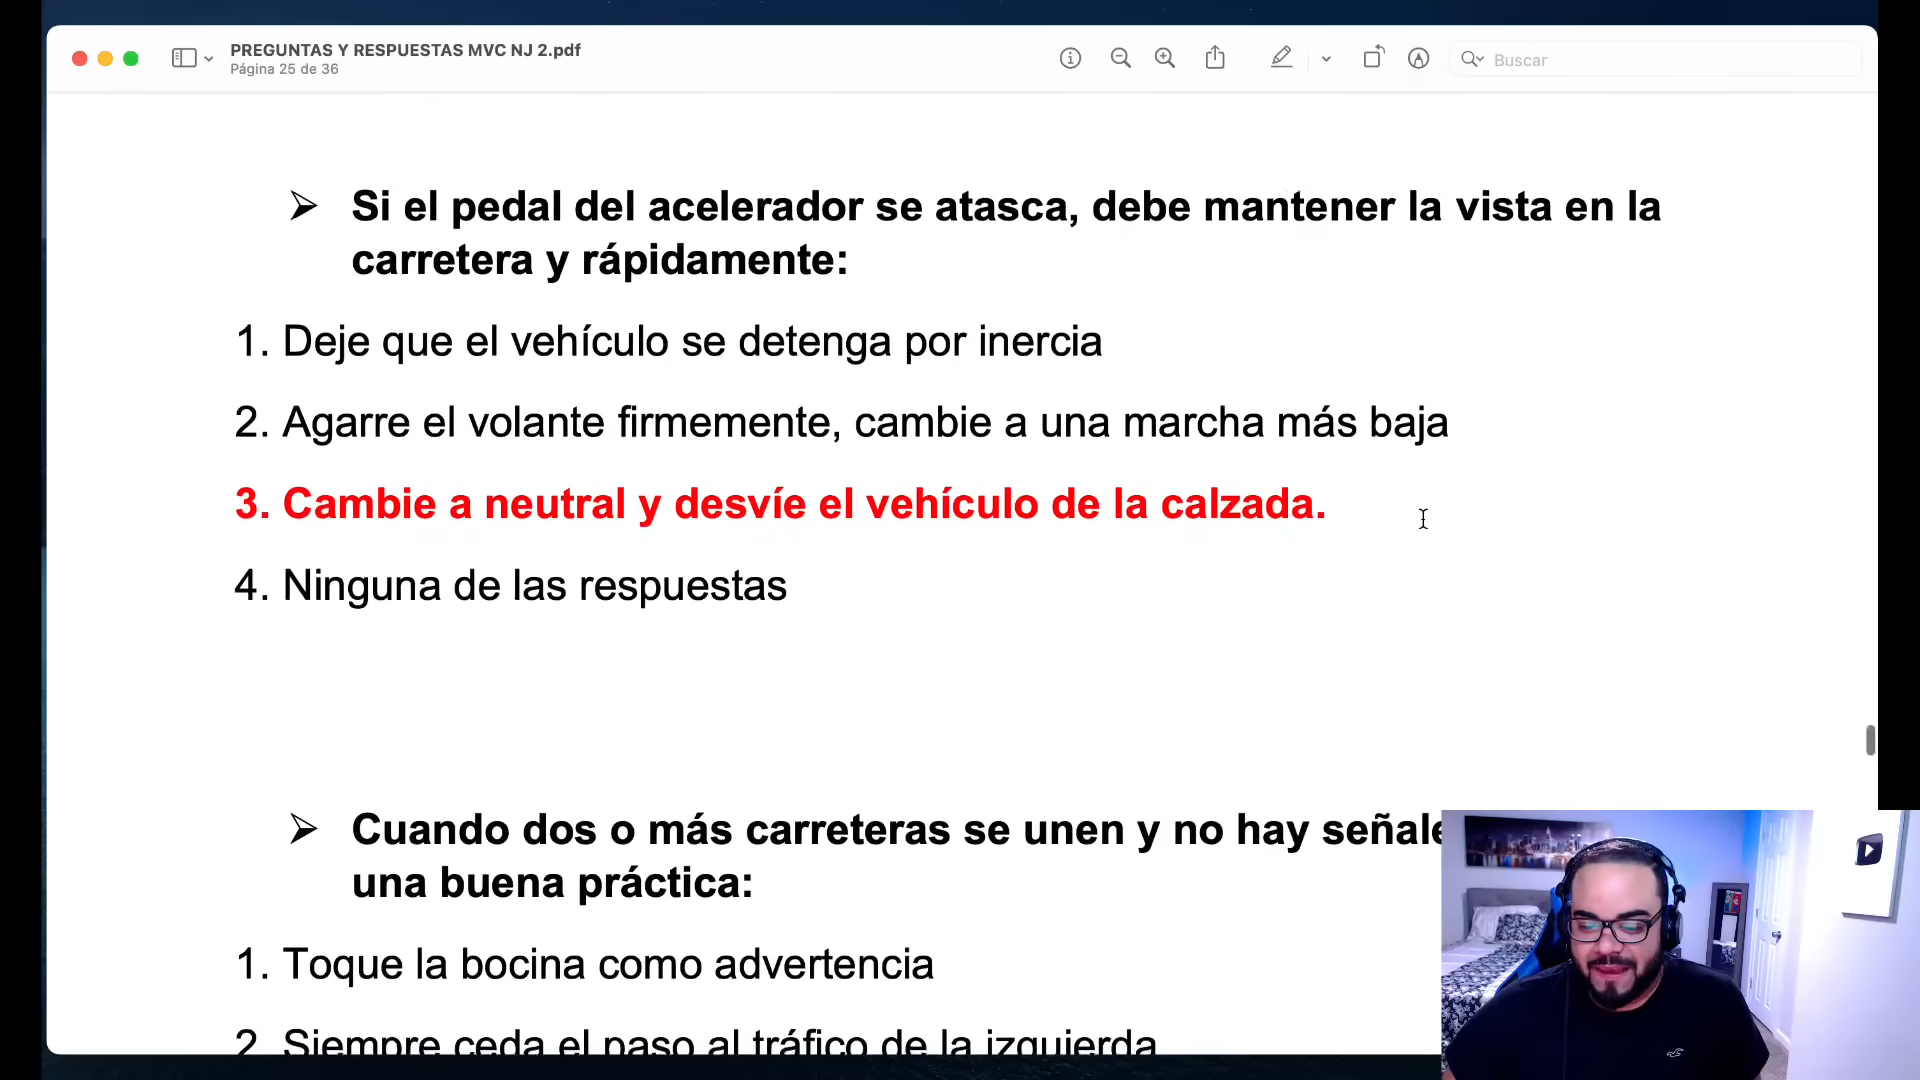 PREGUNTAS Y RESPUESTAS MVC NJ 2.pdf
Página 25 de 36
Buscar
➢ Si el pedal del acelerador se atasca, debe mantener la vista en la
carretera y rápidamente:
1. Deje que el vehículo se detenga por inercia
2. Agarre el volante firmemente, cambie a una marcha más baja
3. Cambie a neutral y desvíe el vehículo de la calzada.
4. Ninguna de las respuestas
➢ Cuando dos o más carreteras se unen y no hay señale
una buena práctica:
1. Toque la bocina como advertencia
2. Siempre ceda el paso al tráfico de la izquierda